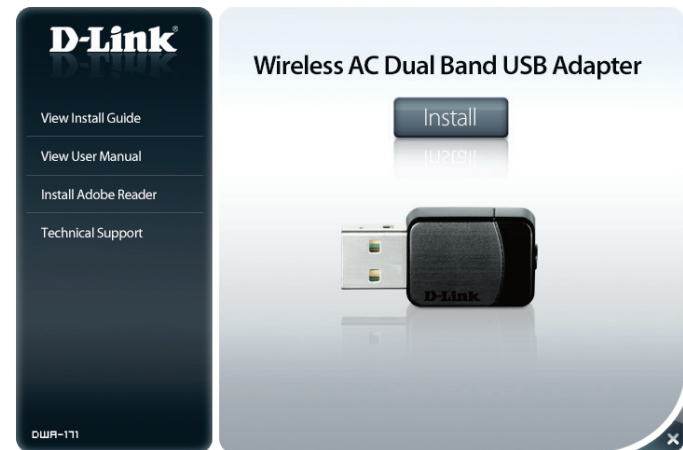 D-Link®
View Install Guide
View User Manual
Install Adobe Reader
Technical Support
DWA-171
Wireless AC Dual Band USB Adapter
Install
D-Link